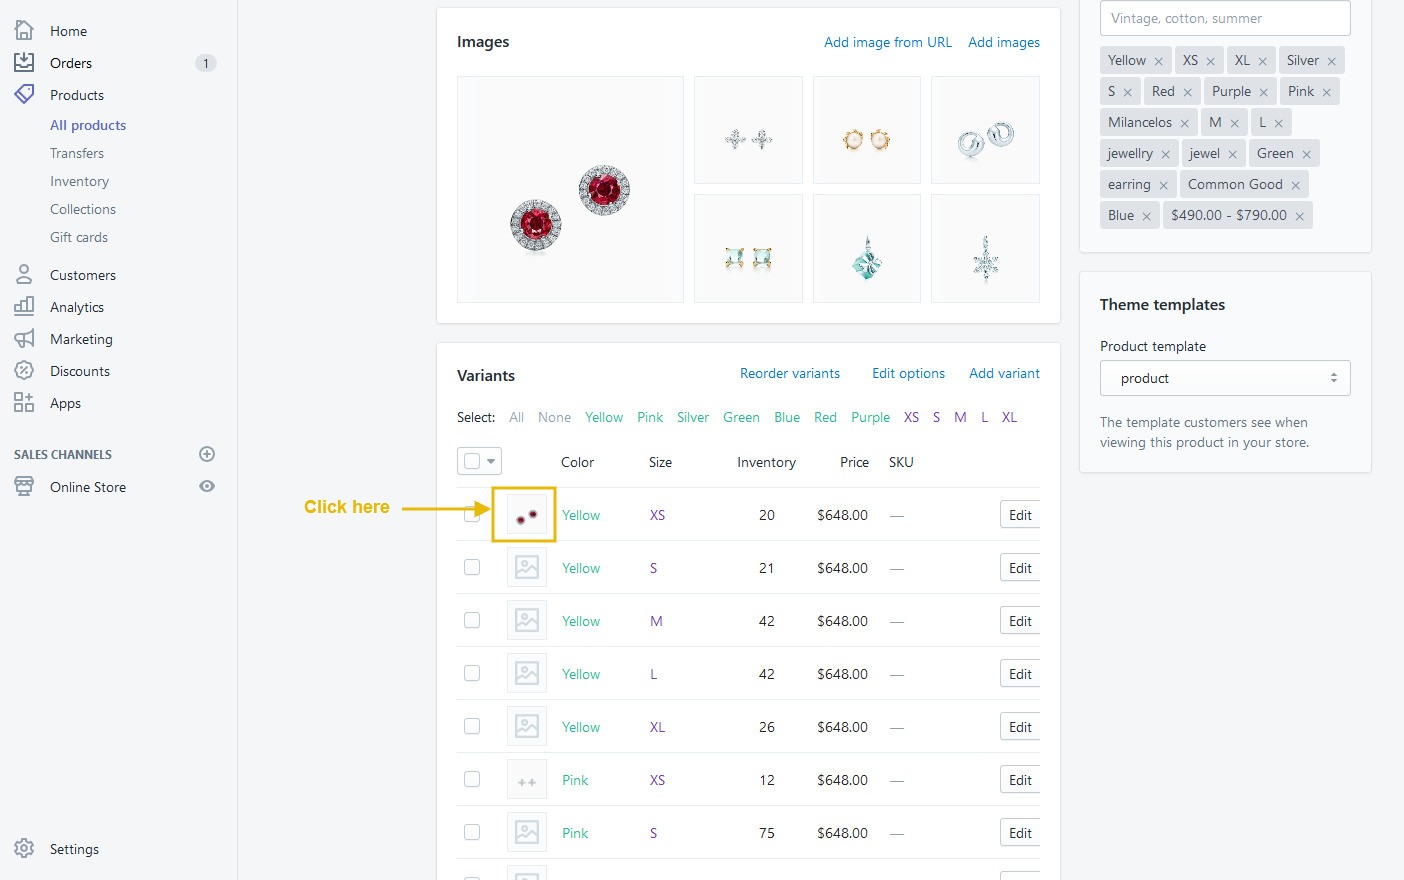 Home
Orders 1
Products
All products
Transfers
Inventory
Collections
Gift cards
Customers
Analytics
Marketing
Discounts
Apps
SALES CHANNELS
Online Store
Settings
Images Add image from URL Add images
Variants Reorder variants Edit options Add variant
Select: All None Yellow Pink Silver Green Blue Red Purple XS S M L XL
Color Size Inventory Price SKU
Click here
Yellow XS 20 $648.00 — Edit
Yellow S 21 $648.00 — Edit
Yellow M 42 $648.00 — Edit
Yellow L 42 $648.00 — Edit
Yellow XL 26 $648.00 — Edit
Pink XS 12 $648.00 — Edit
Pink S 75 $648.00 — Edit
Vintage, cotton, summer
Yellow × XS × XL × Silver ×
S × Red × Purple × Pink ×
Milancelos × M × L ×
jewellry × jewel × Green ×
earring × Common Good ×
Blue × $490.00 - $790.00 ×
Theme templates
Product template
product
The template customers see when
viewing this product in your store.